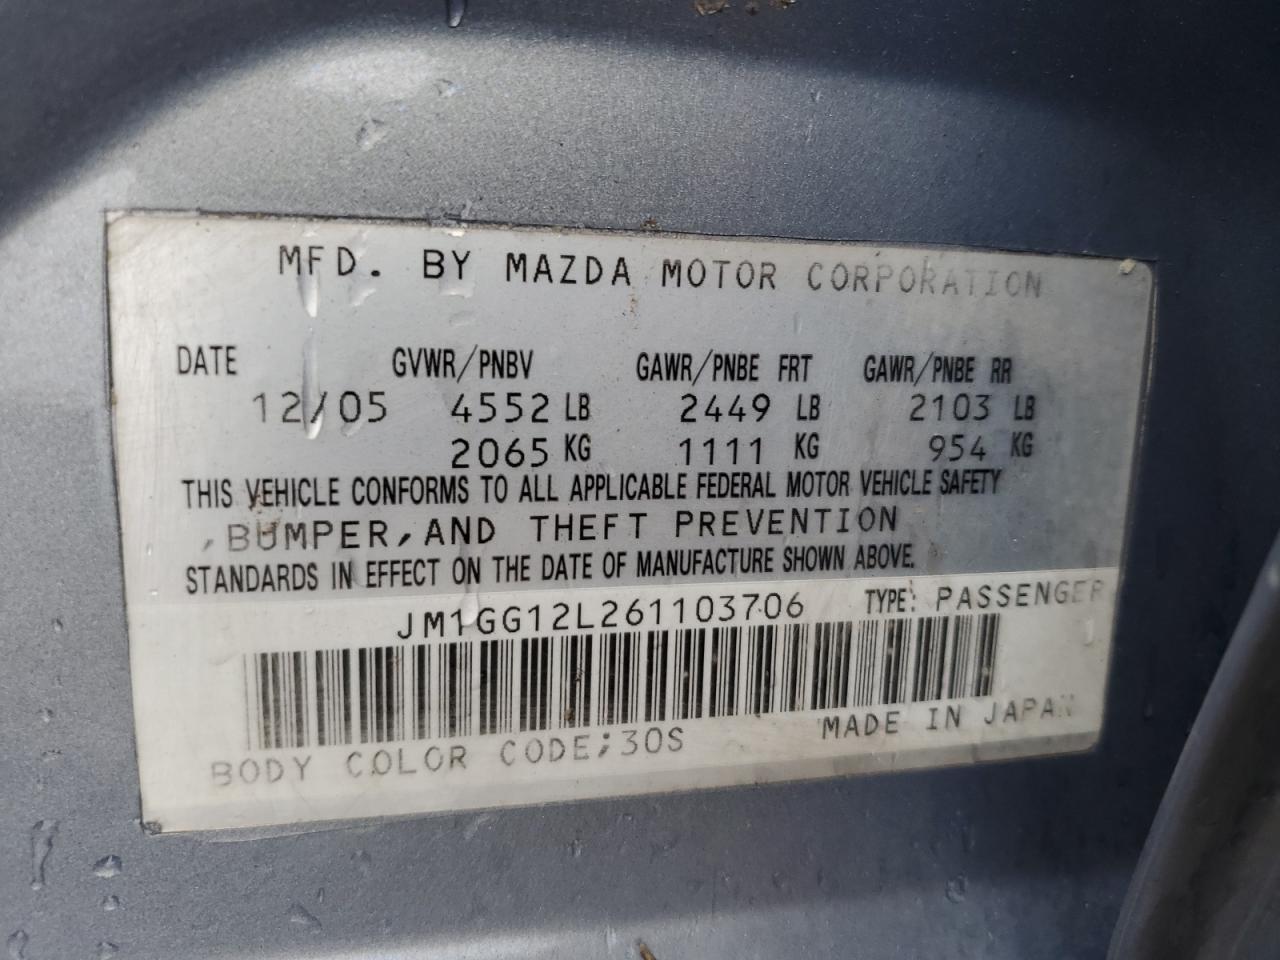 MFD. BY MAZDA MOTOR CORPORATION
DATE GVWR/PNBV GAWR/PNBE FRT GAWR/PNBE RR
12/05 4552 LB 2449 LB 2103 LB
2065 KG 1111 KG 954 KG
THIS VEHICLE CONFORMS TO ALL APPLICABLE FEDERAL MOTOR VEHICLE SAFETY
,BUMPER,AND THEFT PREVENTION
STANDARDS IN EFFECT ON THE DATE OF MANUFACTURE SHOWN ABOVE.
JM1GG12L261103706 TYPE: PASSENGER
BODY COLOR CODE;30S MADE IN JAPAN